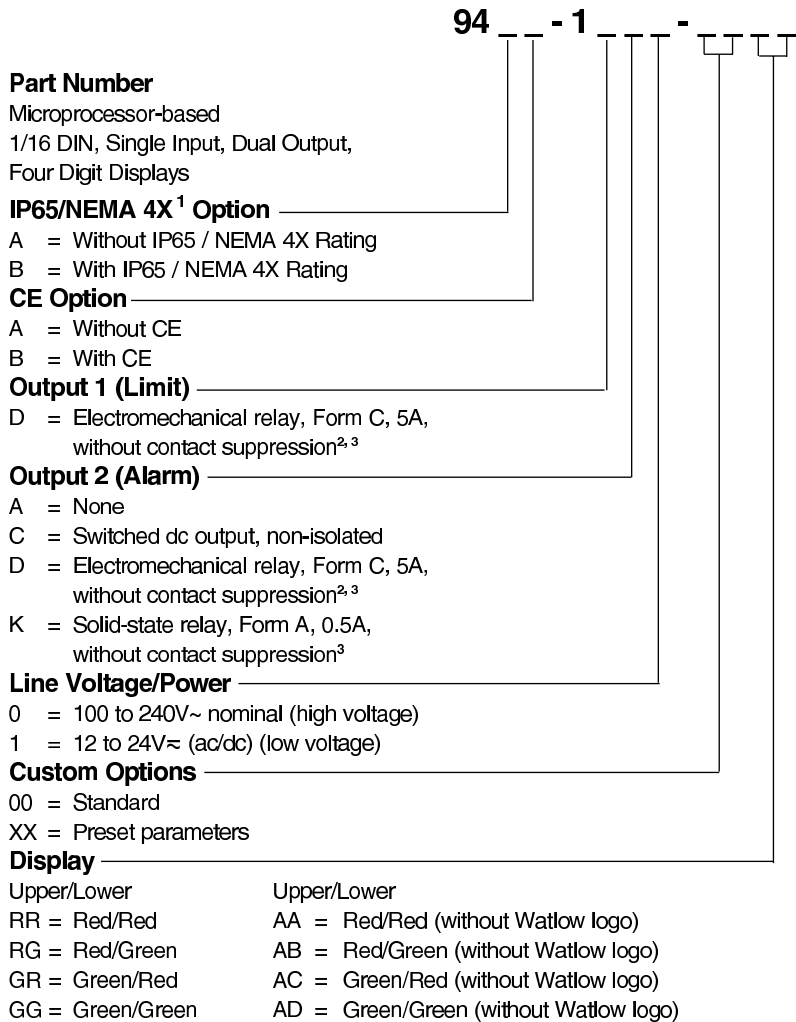 94 _ _ - 1 _ _ _ - _ _ _ _
Part Number
Microprocessor-based
1/16 DIN, Single Input, Dual Output,
Four Digit Displays
IP65/NEMA 4X¹ Option
A = Without IP65 / NEMA 4X Rating
B = With IP65 / NEMA 4X Rating
CE Option
A = Without CE
B = With CE
Output 1 (Limit)
D = Electromechanical relay, Form C, 5A,
without contact suppression²,³
Output 2 (Alarm)
A = None
C = Switched dc output, non-isolated
D = Electromechanical relay, Form C, 5A,
without contact suppression²,³
K = Solid-state relay, Form A, 0.5A,
without contact suppression³
Line Voltage/Power
0 = 100 to 240V~ nominal (high voltage)
1 = 12 to 24V≂ (ac/dc) (low voltage)
Custom Options
00 = Standard
XX = Preset parameters
Display
Upper/Lower Upper/Lower
RR = Red/Red AA = Red/Red (without Watlow logo)
RG = Red/Green AB = Red/Green (without Watlow logo)
GR = Green/Red AC = Green/Red (without Watlow logo)
GG = Green/Green AD = Green/Green (without Watlow logo)